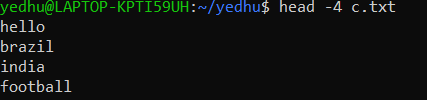 yedhu@LAPTOP-KPTI59UH:~/yedhu$ head -4 c.txt
hello
brazil
india
football